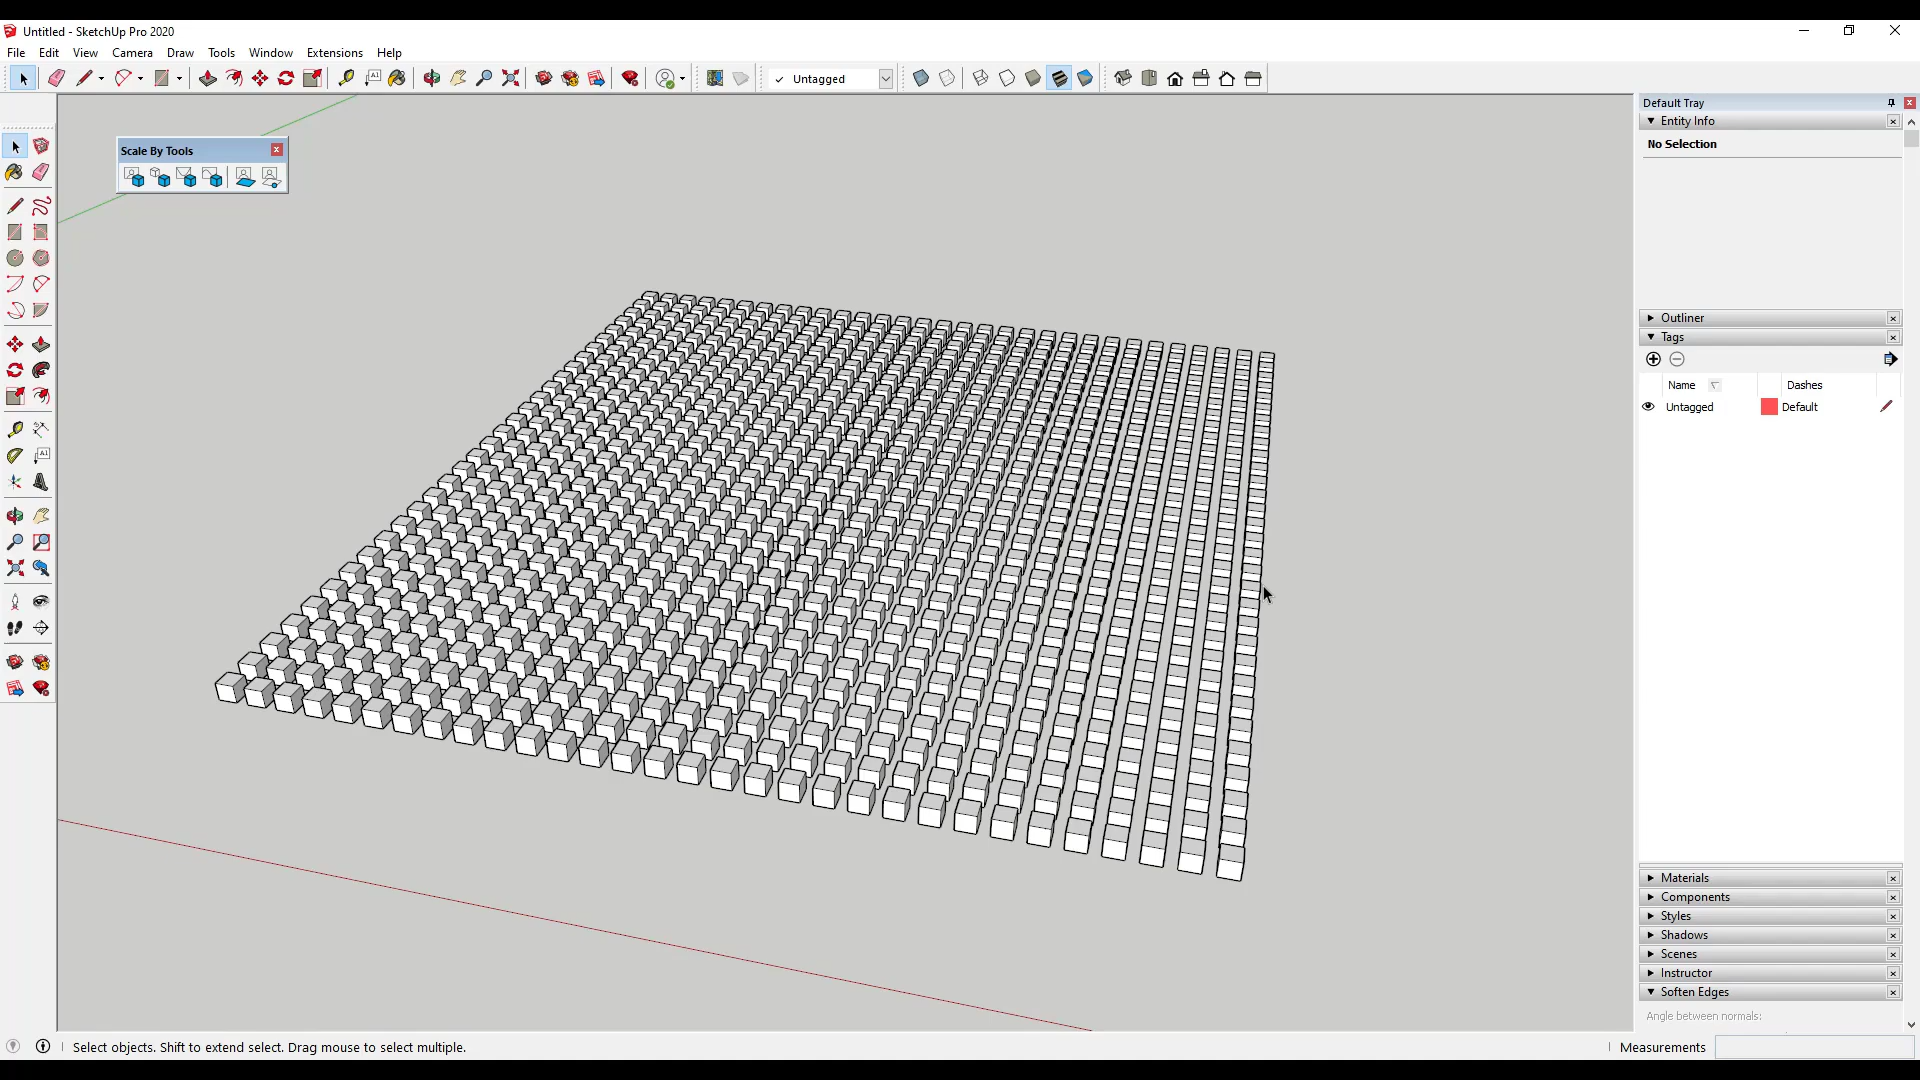 Untitled - SketchUp Pro 2020
File Edit View Camera Draw Tools Window Extensions Help
A1
✓ Untagged
Default Tray
Entity Info
No Selection
Scale By Tools
Outliner
Tags
Name Dashes
Untagged Default
A1
Materials
Components
Styles
Shadows
Scenes
Instructor
Soften Edges
Angle between normals:
Select objects. Shift to extend select. Drag mouse to select multiple.
Measurements